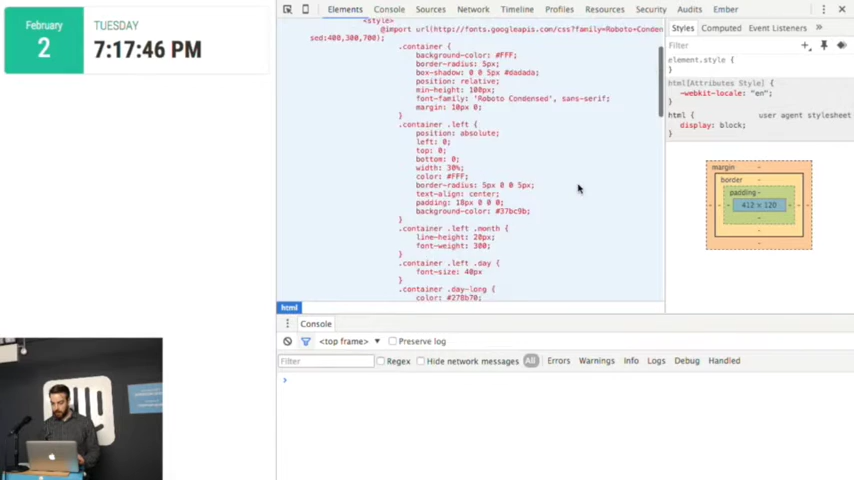 February
2
TUESDAY
7:17:46 PM
Elements Console Sources Network Timeline Profiles Resources Security Audits Ember
<style>
@import url(http://fonts.googleapis.com/css?family=Roboto+Conden
sed:400,300,700);
.container {
background-color: #FFF;
border-radius: 5px;
box-shadow: 0 0 5px #dadada;
position: relative;
min-height: 100px;
font-family: 'Roboto Condensed', sans-serif;
margin: 10px 0;
}
.container .left {
position: absolute;
left: 0;
top: 0;
bottom: 0;
width: 30%;
color: #FFF;
border-radius: 5px 0 0 5px;
text-align: center;
padding: 18px 0 0 0;
background-color: #37bc9b;
}
.container .left .month {
line-height: 20px;
font-weight: 300;
}
.container .left .day {
font-size: 40px
}
.container .day-long {
color: #278b70;
html
Styles Computed Event Listeners »
Filter
element.style {
}
html[Attributes Style] {
-webkit-locale: "en";
}
html { user agent stylesheet
display: block;
}
margin -
border -
padding -
412 × 120
Console
<top frame> ▼ Preserve log
Filter Regex Hide network messages All Errors Warnings Info Logs Debug Handled
>